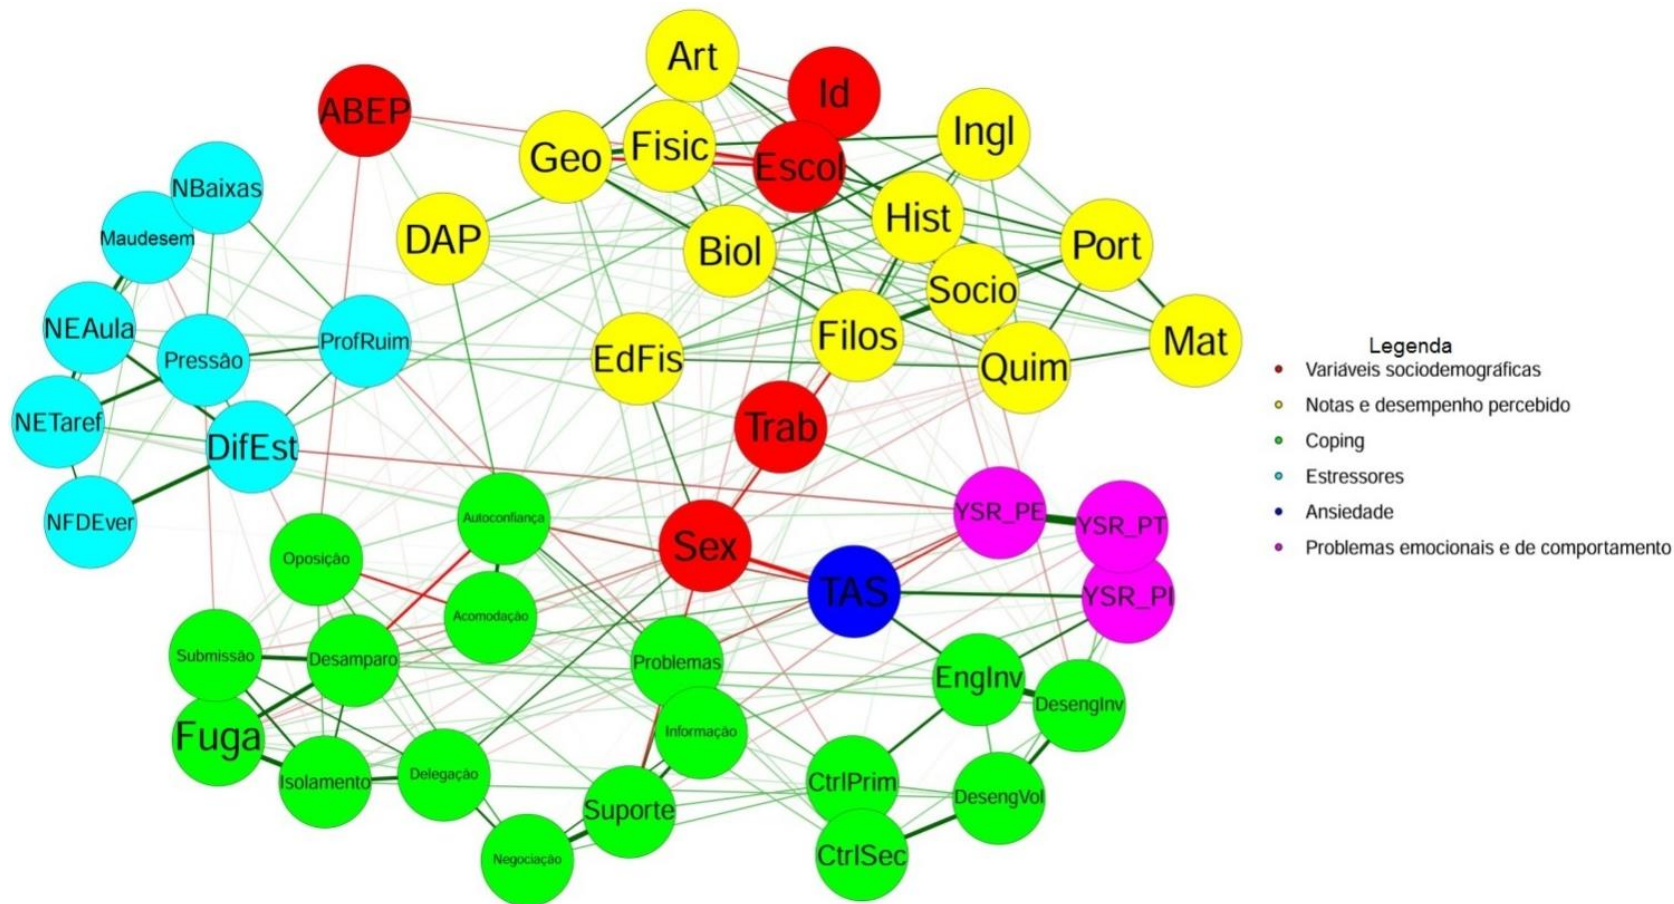 Art
Id
ABEP
Ingl
Fisic
Geo
Escol
NBaixas
Hist
Maudesem
DAP
Port
Biol
Socio
NEAula
ProfRuim
Filos
Mat
Pressão
EdFis
Quim
NETaref
Trab
DifEst
NFDEver
Autoconfiança
YSR_PE
YSR_PT
Sex
Oposição
TAS
YSR_PI
Acomodação
Submissão
Desamparo
Problemas
EngInv
DesengInv
Fuga
Informação
Isolamento
Delegação
CtrlPrim
DesengVol
Suporte
Negociação
CtrlSec
Legenda
Variáveis sociodemográficas
Notas e desempenho percebido
Coping
Estressores
Ansiedade
Problemas emocionais e de comportamento